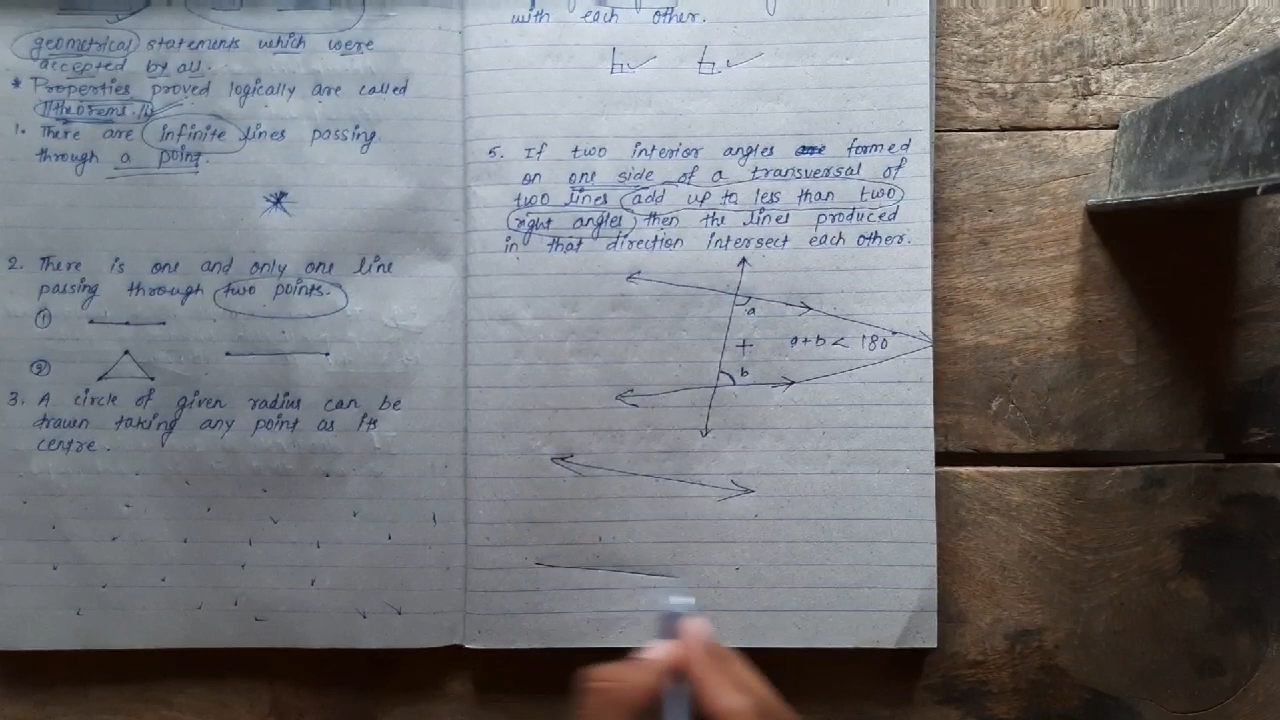 geometrical statements which were
accepted by all.
* Properties proved logically are called
theorems.
1. There are infinite lines passing
through a point.
2. There is one and only one line
passing through two points.
①
②
3. A circle of given radius can be
drawn taking any point as its
centre.
with each other.
5. If two interior angles are formed
on one side of a transversal of
two lines add up to less than two
right angles then the lines produced
in that direction intersect each other.
a
+ a+b < 180°
b